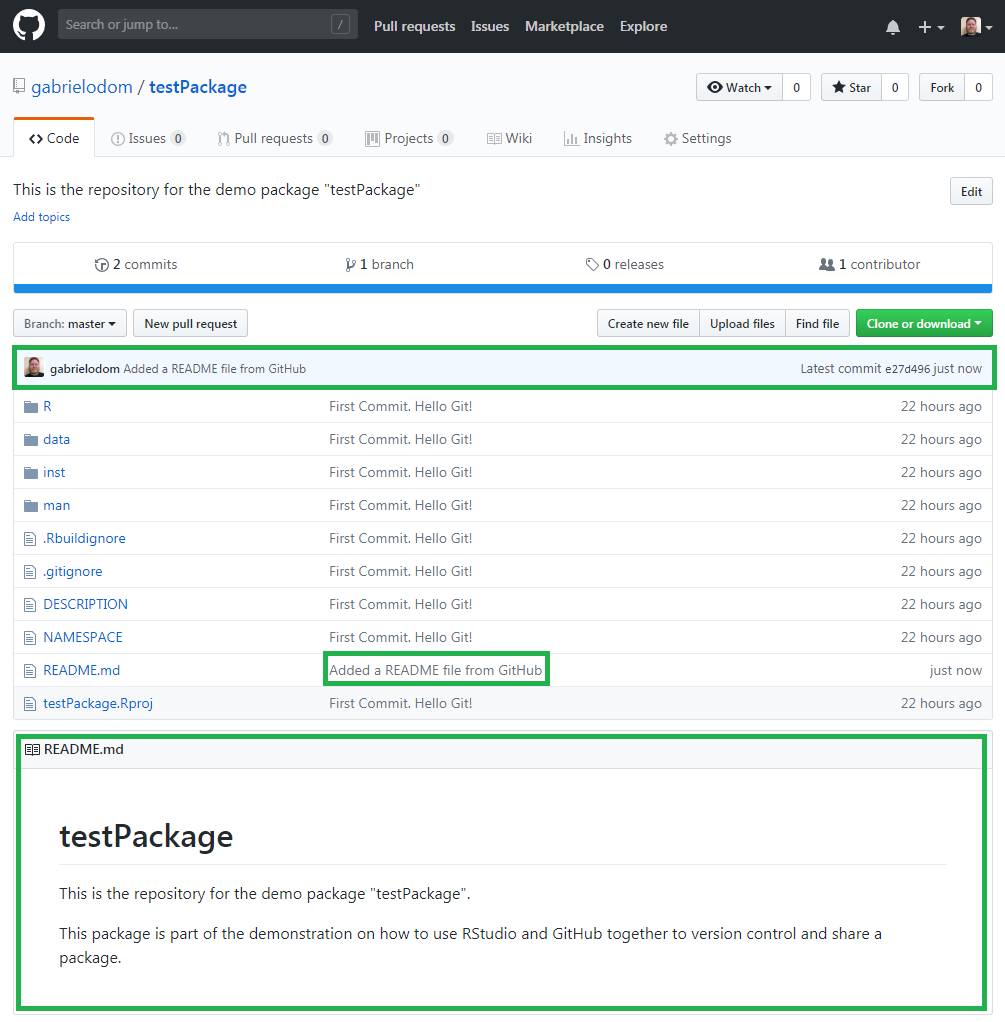 Search or jump to... / Pull requests Issues Marketplace Explore
gabrielodom / testPackage Watch 0 Star 0 Fork 0
Code Issues 0 Pull requests 0 Projects 0 Wiki Insights Settings
This is the repository for the demo package "testPackage" Edit
Add topics
2 commits 1 branch 0 releases 1 contributor
Branch: master New pull request Create new file Upload files Find file Clone or download
gabrielodom Added a README file from GitHub Latest commit e27d496 just now
R First Commit. Hello Git! 22 hours ago
data First Commit. Hello Git! 22 hours ago
inst First Commit. Hello Git! 22 hours ago
man First Commit. Hello Git! 22 hours ago
.Rbuildignore First Commit. Hello Git! 22 hours ago
.gitignore First Commit. Hello Git! 22 hours ago
DESCRIPTION First Commit. Hello Git! 22 hours ago
NAMESPACE First Commit. Hello Git! 22 hours ago
README.md Added a README file from GitHub just now
testPackage.Rproj First Commit. Hello Git! 22 hours ago
README.md
testPackage
This is the repository for the demo package "testPackage".
This package is part of the demonstration on how to use RStudio and GitHub together to version control and share a
package.